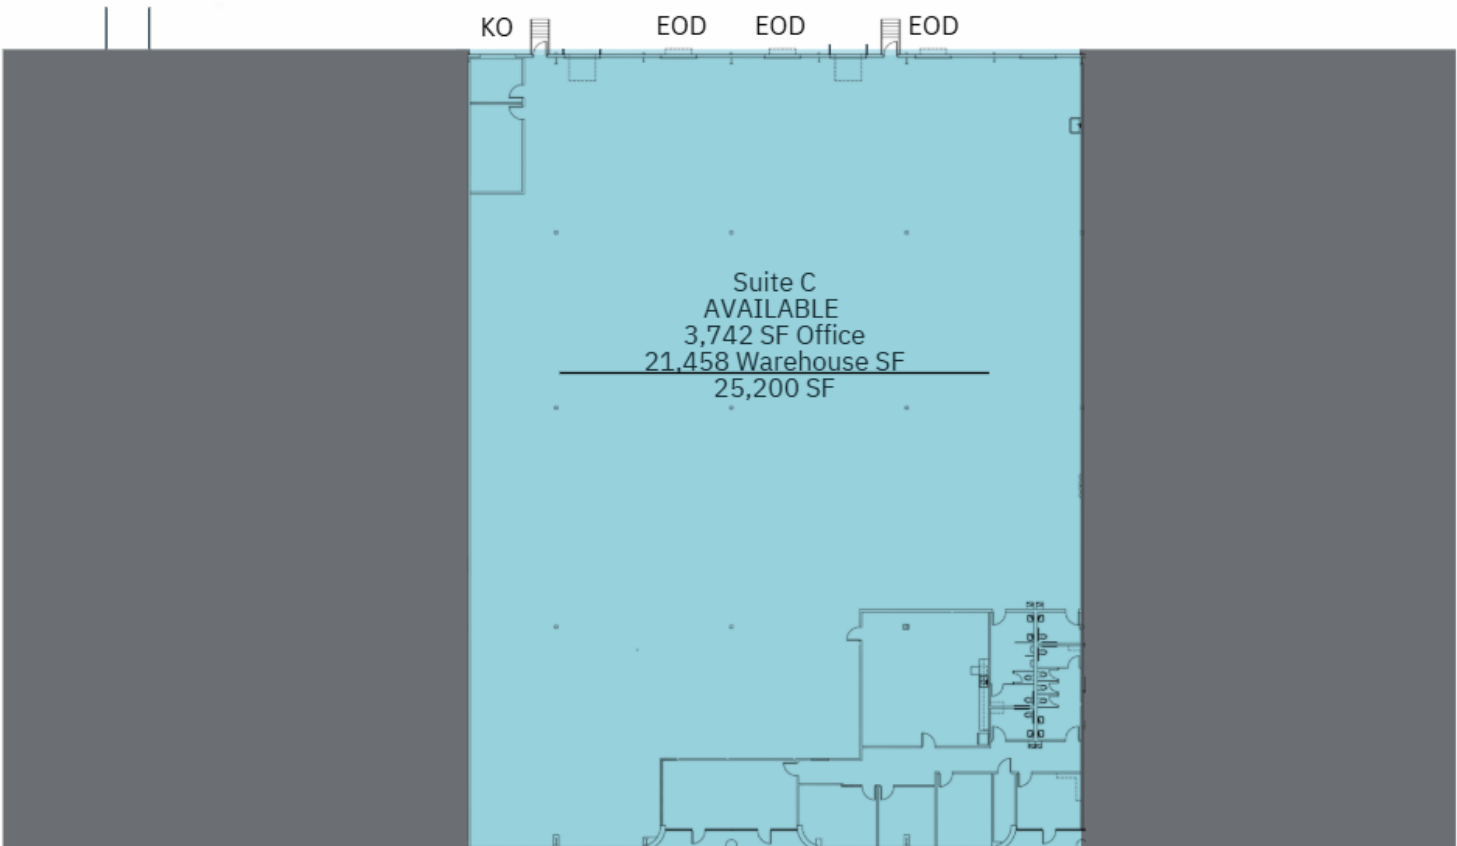 KO EOD EOD EOD
Suite C
AVAILABLE
3,742 SF Office
21,458 Warehouse SF
25,200 SF